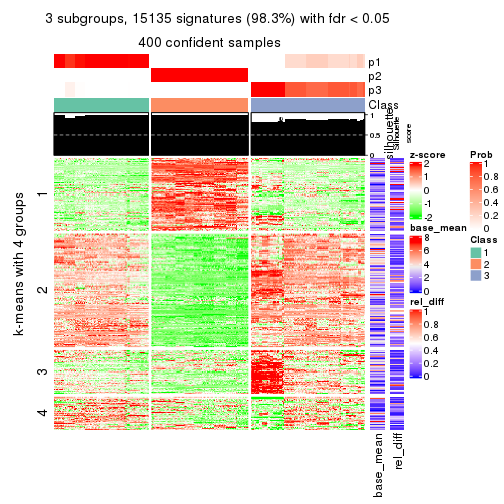 3 subgroups, 15135 signatures (98.3%) with fdr < 0.05
400 confident samples
p1
p2
p3
Class
1
0.5
0
silhouette
Silhouette
score
k-means with 4 groups
1
2
3
4
base_mean
rel_diff
z-score
2
1
0
-1
-2
base_mean
8
6
4
2
0
rel_diff
1
0.8
0.6
0.4
0.2
0
Prob
1
0.8
0.6
0.4
0.2
0
Class
1
2
3